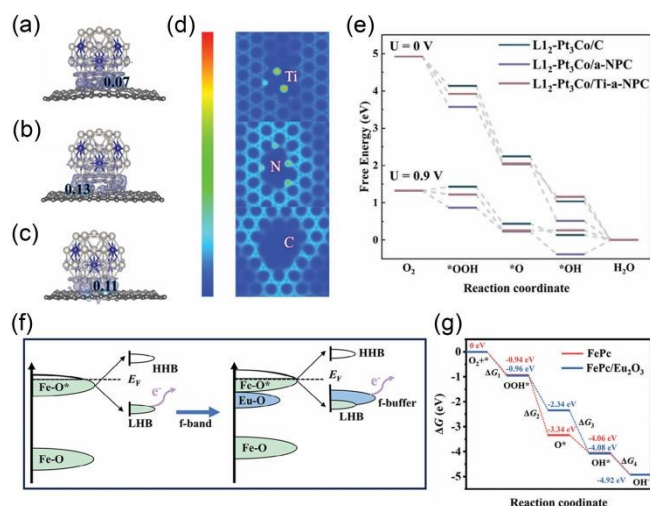 (a)
0.07
(b)
0.13
(c)
0.11
(d)
Ti
N
C
(e)
U = 0 V
L1₂-Pt₃Co/C
L1₂-Pt₃Co/a-NPC
L1₂-Pt₃Co/Ti-a-NPC
U = 0.9 V
Free Energy (eV)
5
4
3
2
1
0
O₂
*OOH
*O
*OH
H₂O
Reaction coordinate
(f)
Fe-O*
Fe-O
HHB
E_F
e⁻
LHB
f-band
Fe-O*
Eu-O
Fe-O
HHB
E_F
e⁻
f-buffer
LHB
(g)
FePc
FePc/Eu₂O₃
ΔG (eV)
0
-1
-2
-3
-4
-5
0 eV
O₂+*
ΔG₁
-0.94 eV
-0.96 eV
OOH*
ΔG₂
-2.34 eV
ΔG₃
-3.34 eV
O*
-4.06 eV
-4.08 eV
OH*
ΔG₄
-4.92 eV
OH⁻
Reaction coodinate